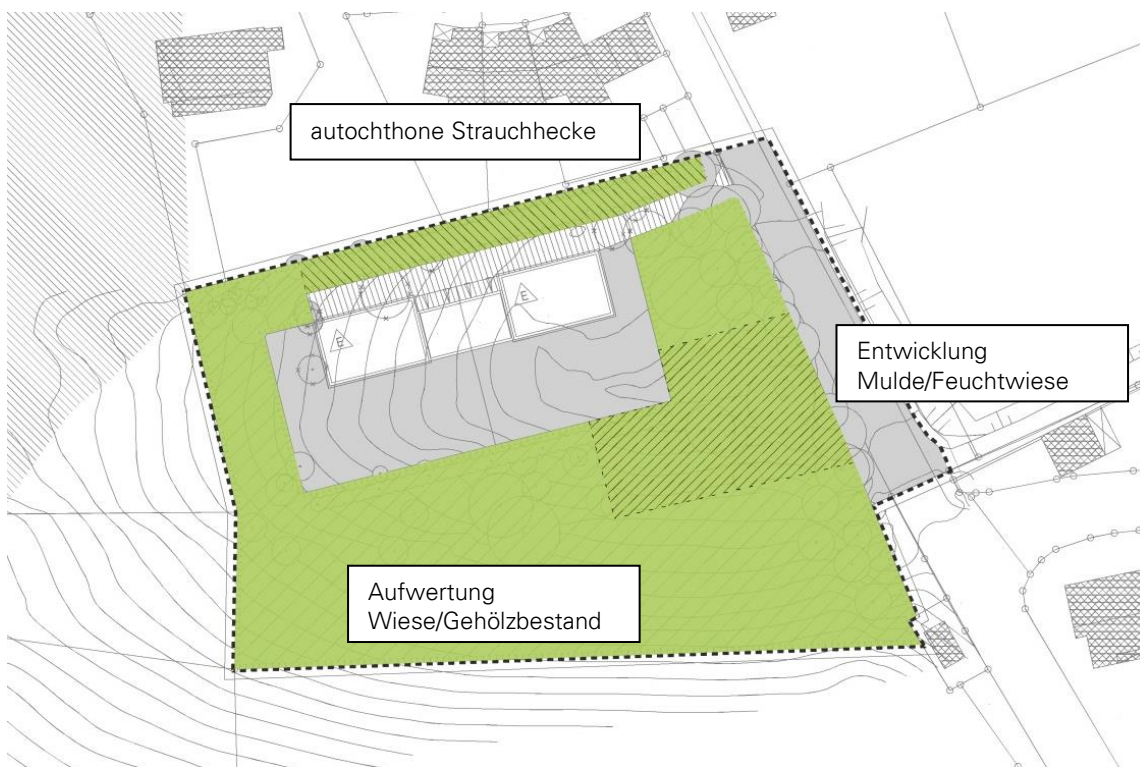 autochthone Strauchhecke
E
E
Entwicklung
Mulde/Feuchtwiese
Aufwertung
Wiese/Gehölzbestand